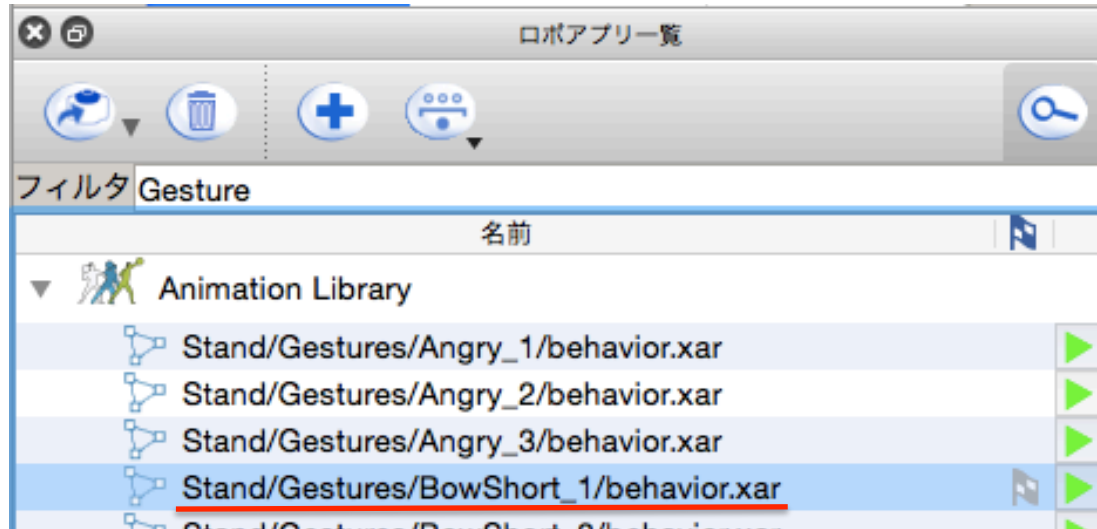 ロボアプリ一覧
フィルタ Gesture
名前
Animation Library
Stand/Gestures/Angry_1/behavior.xar
Stand/Gestures/Angry_2/behavior.xar
Stand/Gestures/Angry_3/behavior.xar
Stand/Gestures/BowShort_1/behavior.xar